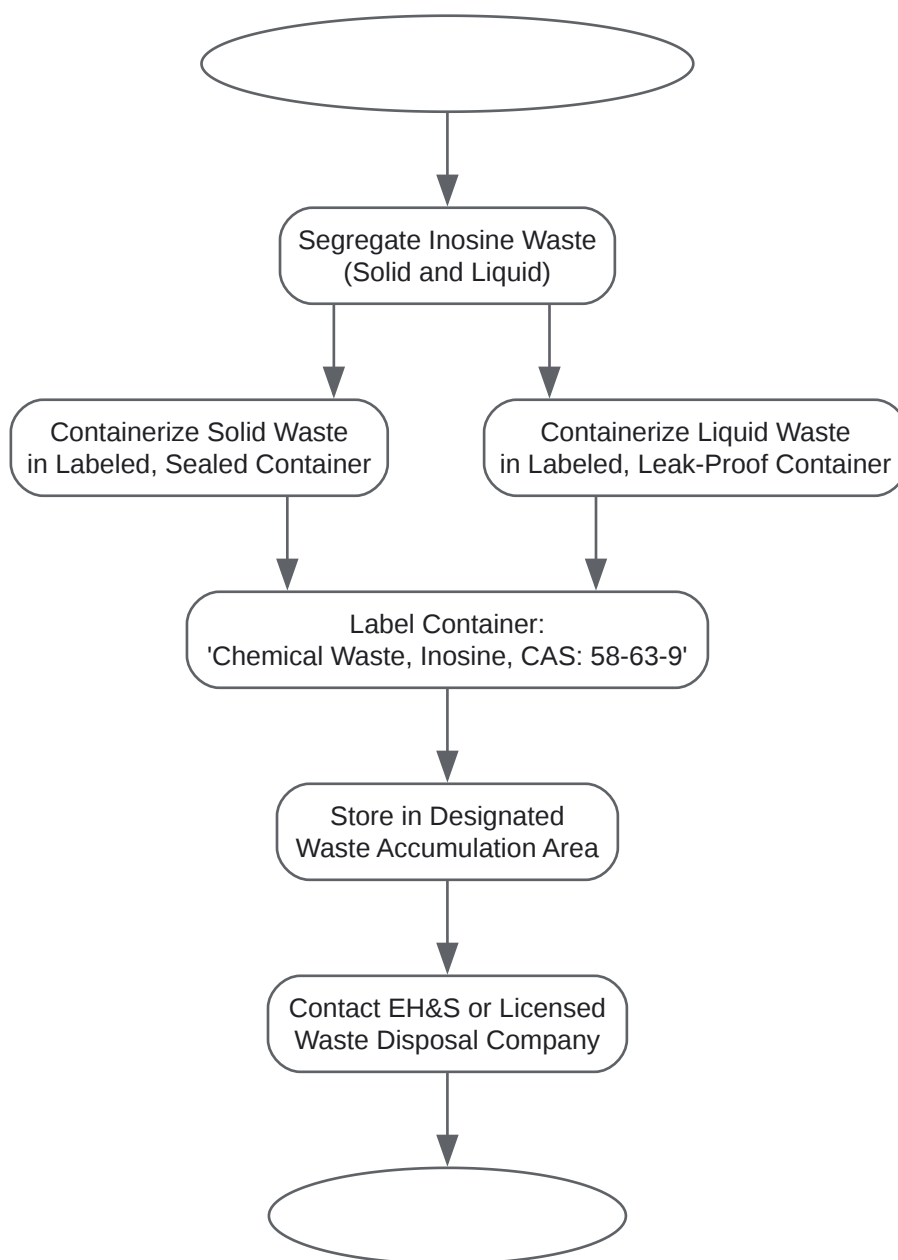 Segregate Inosine Waste
(Solid and Liquid)
Containerize Solid Waste
in Labeled, Sealed Container
Containerize Liquid Waste
in Labeled, Leak-Proof Container
Label Container:
'Chemical Waste, Inosine, CAS: 58-63-9'
Store in Designated
Waste Accumulation Area
Contact EH&S or Licensed
Waste Disposal Company